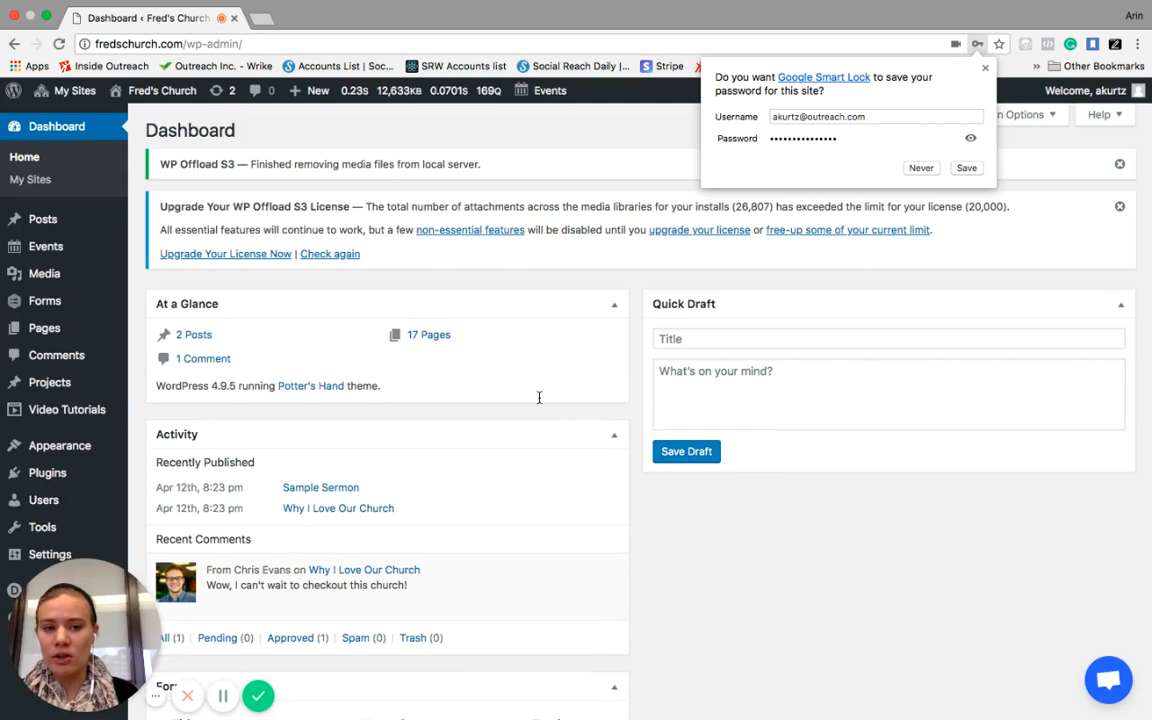 Dashboard ‹ Fred's Church
Arin
fredschurch.com/wp-admin/
Apps
Inside Outreach
Outreach Inc. - Wrike
Accounts List | Soc...
SRW Accounts list
Social Reach Daily |...
Stripe
»
Other Bookmarks
My Sites
Fred's Church
2
0
+ New
0.23s
12,633KB
0.0701s
169Q
Events
Welcome, akurtz
Do you want Google Smart Lock to save your
password for this site?
Username
akurtz@outreach.com
Password
•••••••••••••••
Never
Save
n Options
Help
Dashboard
Home
My Sites
Posts
Events
Media
Forms
Pages
Comments
Projects
Video Tutorials
Appearance
Plugins
Users
Tools
Settings
D
Dashboard
WP Offload S3 — Finished removing media files from local server.
Upgrade Your WP Offload S3 License — The total number of attachments across the media libraries for your installs (26,807) has exceeded the limit for your license (20,000).
All essential features will continue to work, but a few non-essential features will be disabled until you upgrade your license or free-up some of your current limit.
Upgrade Your License Now | Check again
At a Glance
2 Posts
17 Pages
1 Comment
WordPress 4.9.5 running Potter's Hand theme.
Activity
Recently Published
Apr 12th, 8:23 pm
Sample Sermon
Apr 12th, 8:23 pm
Why I Love Our Church
Recent Comments
From Chris Evans on Why I Love Our Church
Wow, I can't wait to checkout this church!
All (1)
Pending (0)
Approved (1)
Spam (0)
Trash (0)
Quick Draft
Title
What's on your mind?
Save Draft